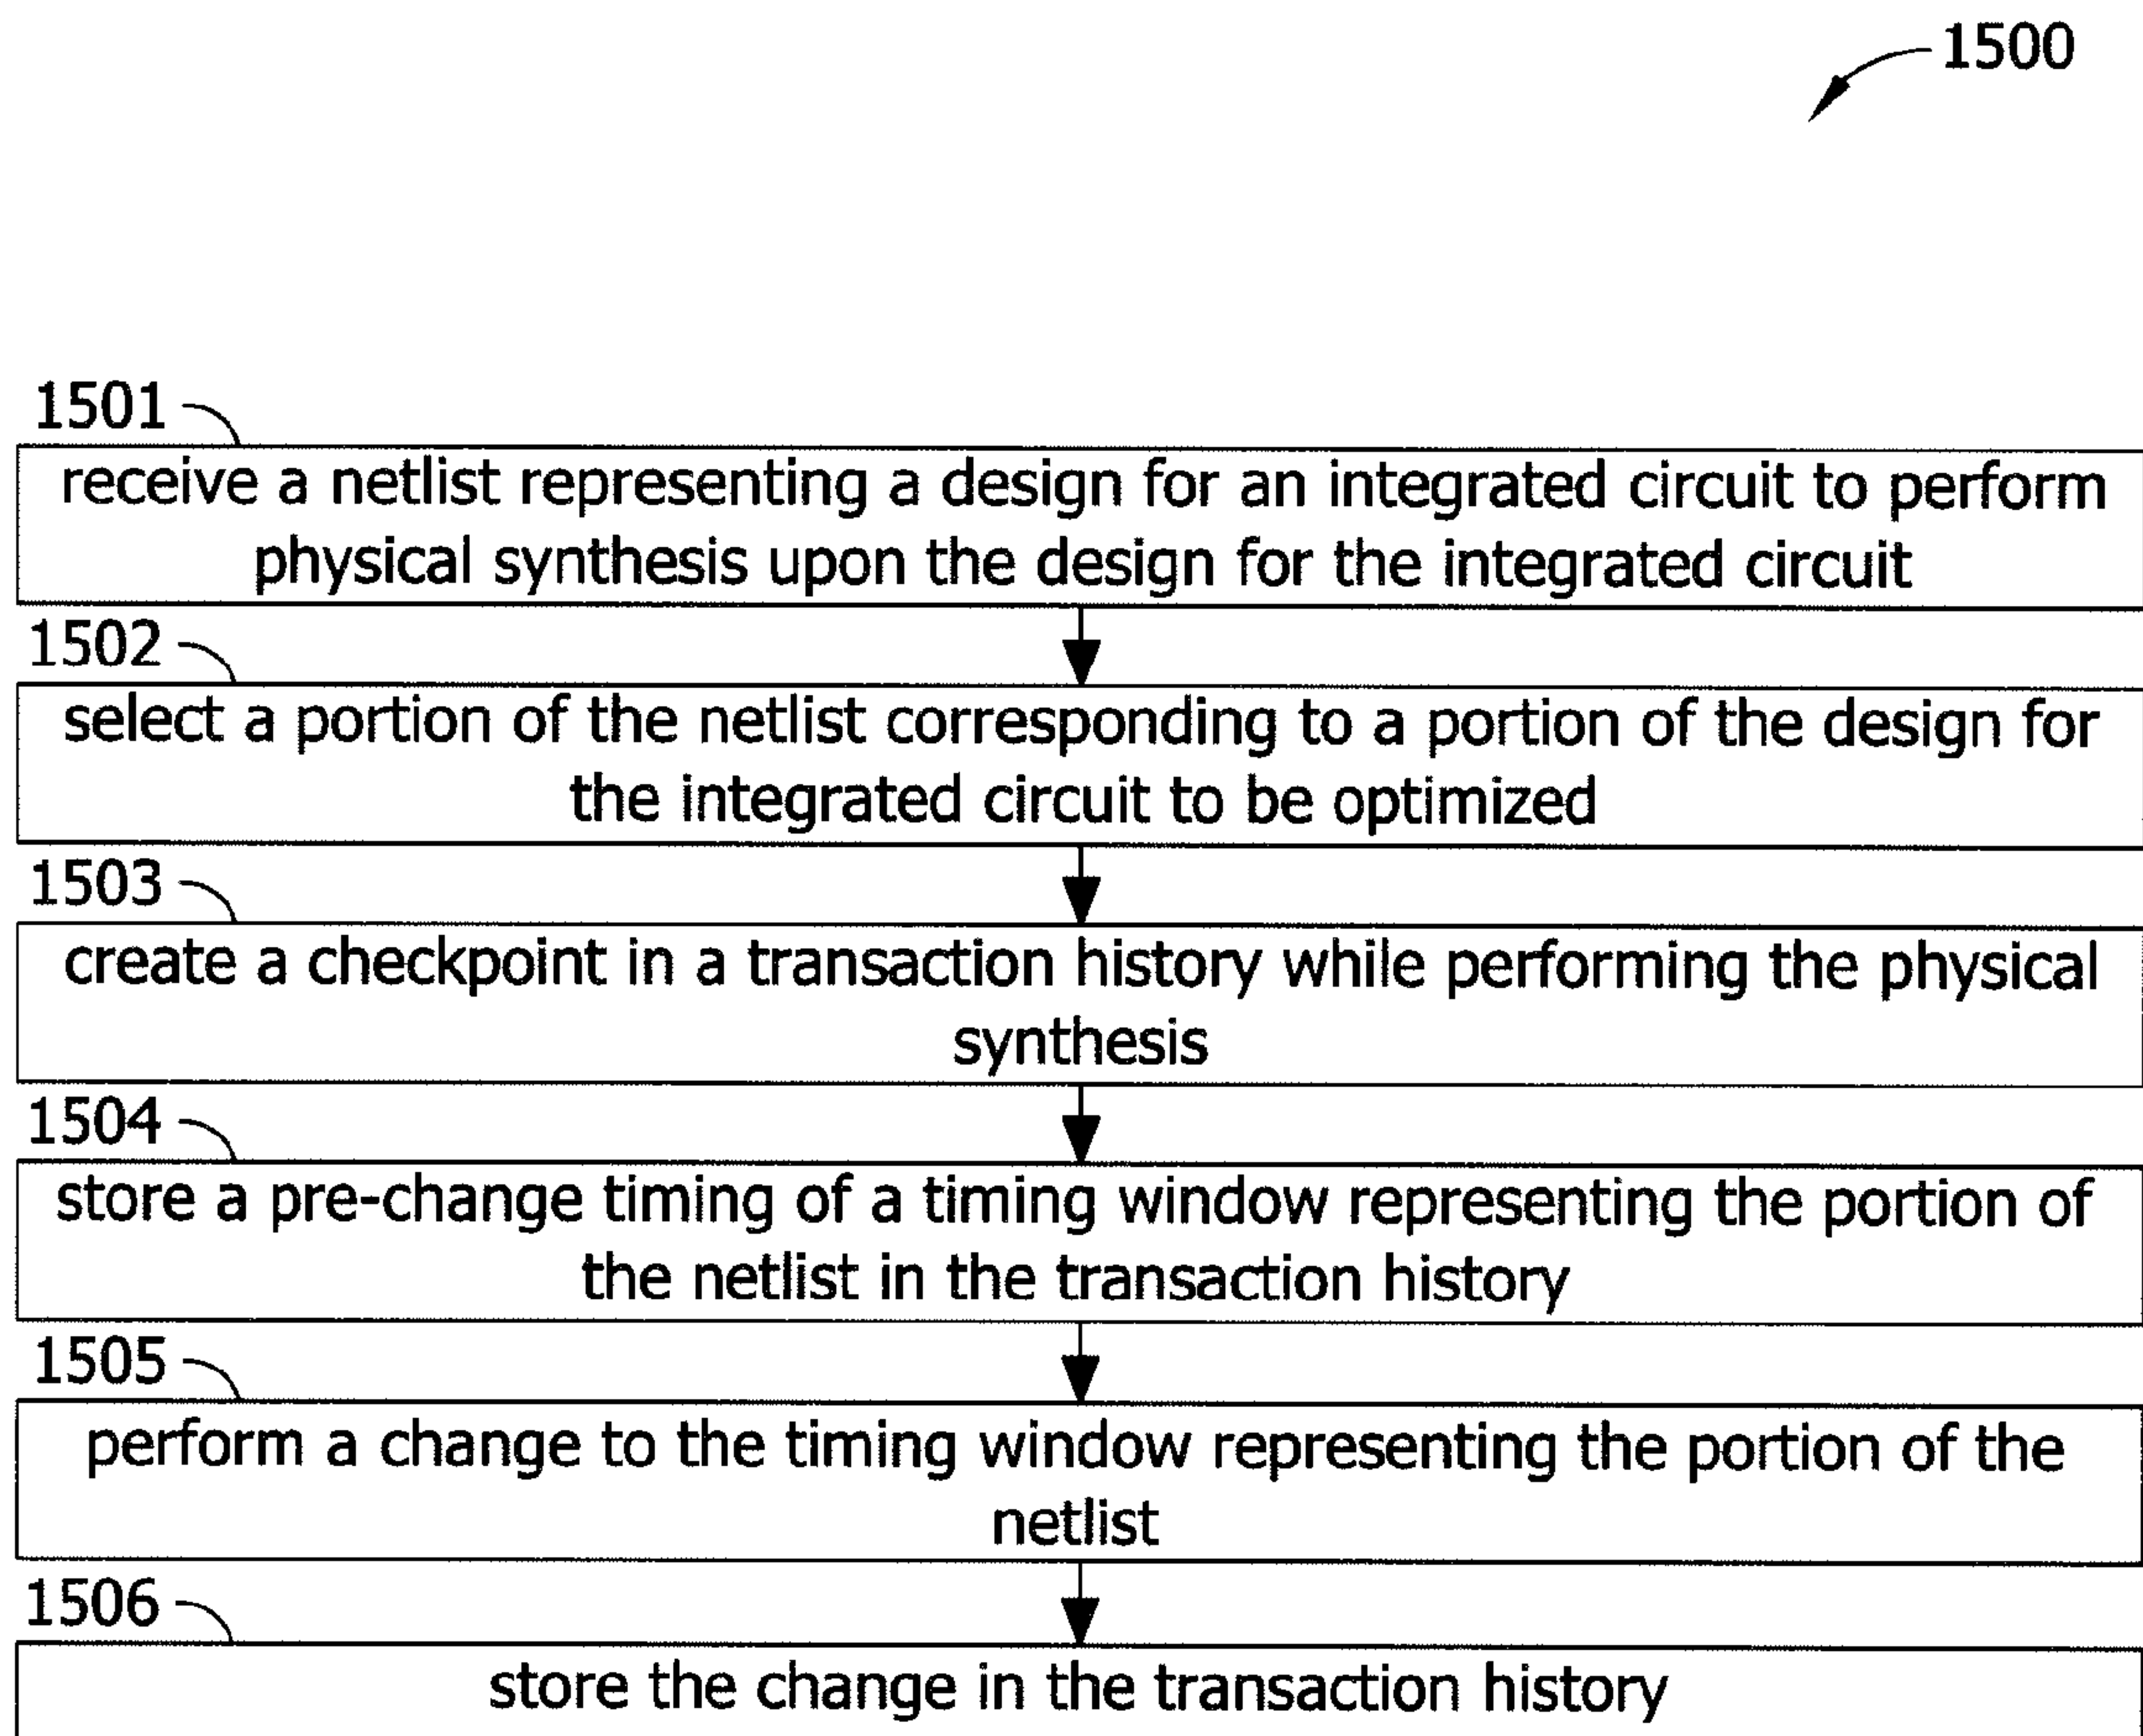 1500
1501
receive a netlist representing a design for an integrated circuit to perform
physical synthesis upon the design for the integrated circuit
1502
select a portion of the netlist corresponding to a portion of the design for
the integrated circuit to be optimized
1503
create a checkpoint in a transaction history while performing the physical
synthesis
1504
store a pre-change timing of a timing window representing the portion of
the netlist in the transaction history
1505
perform a change to the timing window representing the portion of the
netlist
1506
store the change in the transaction history